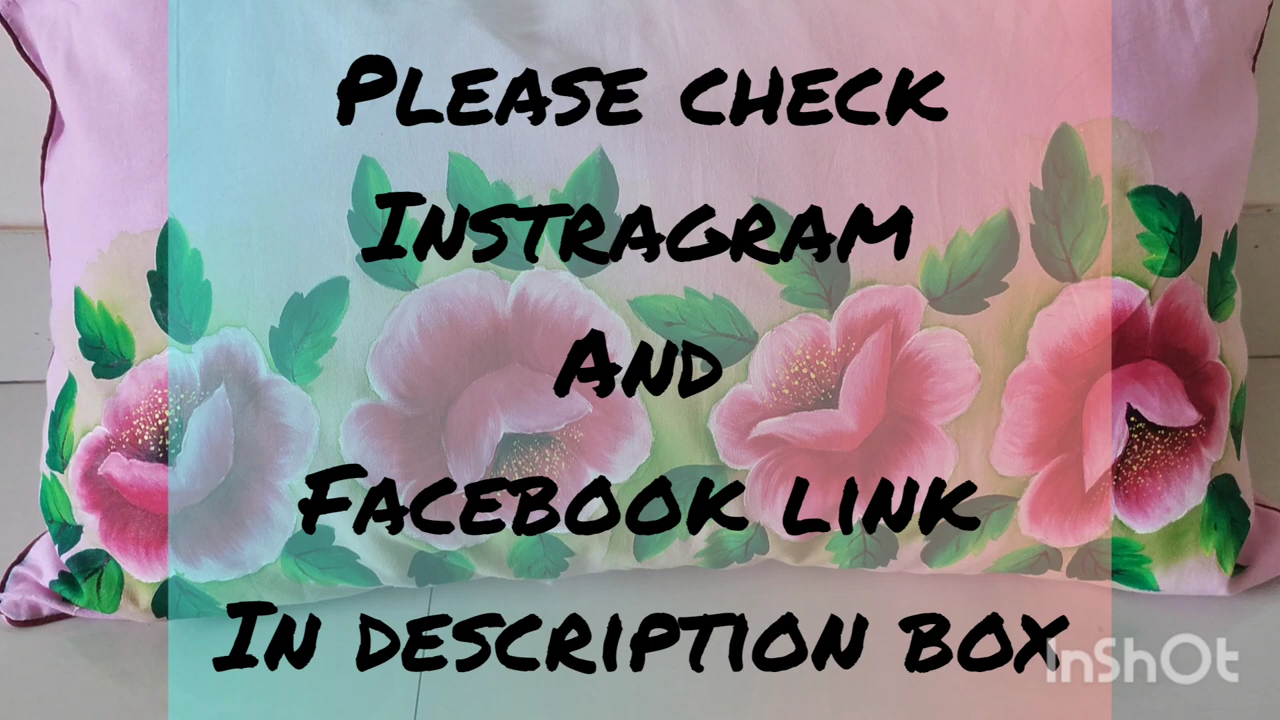 Please check
Instragram
And
Facebook link
In description box
InShOt